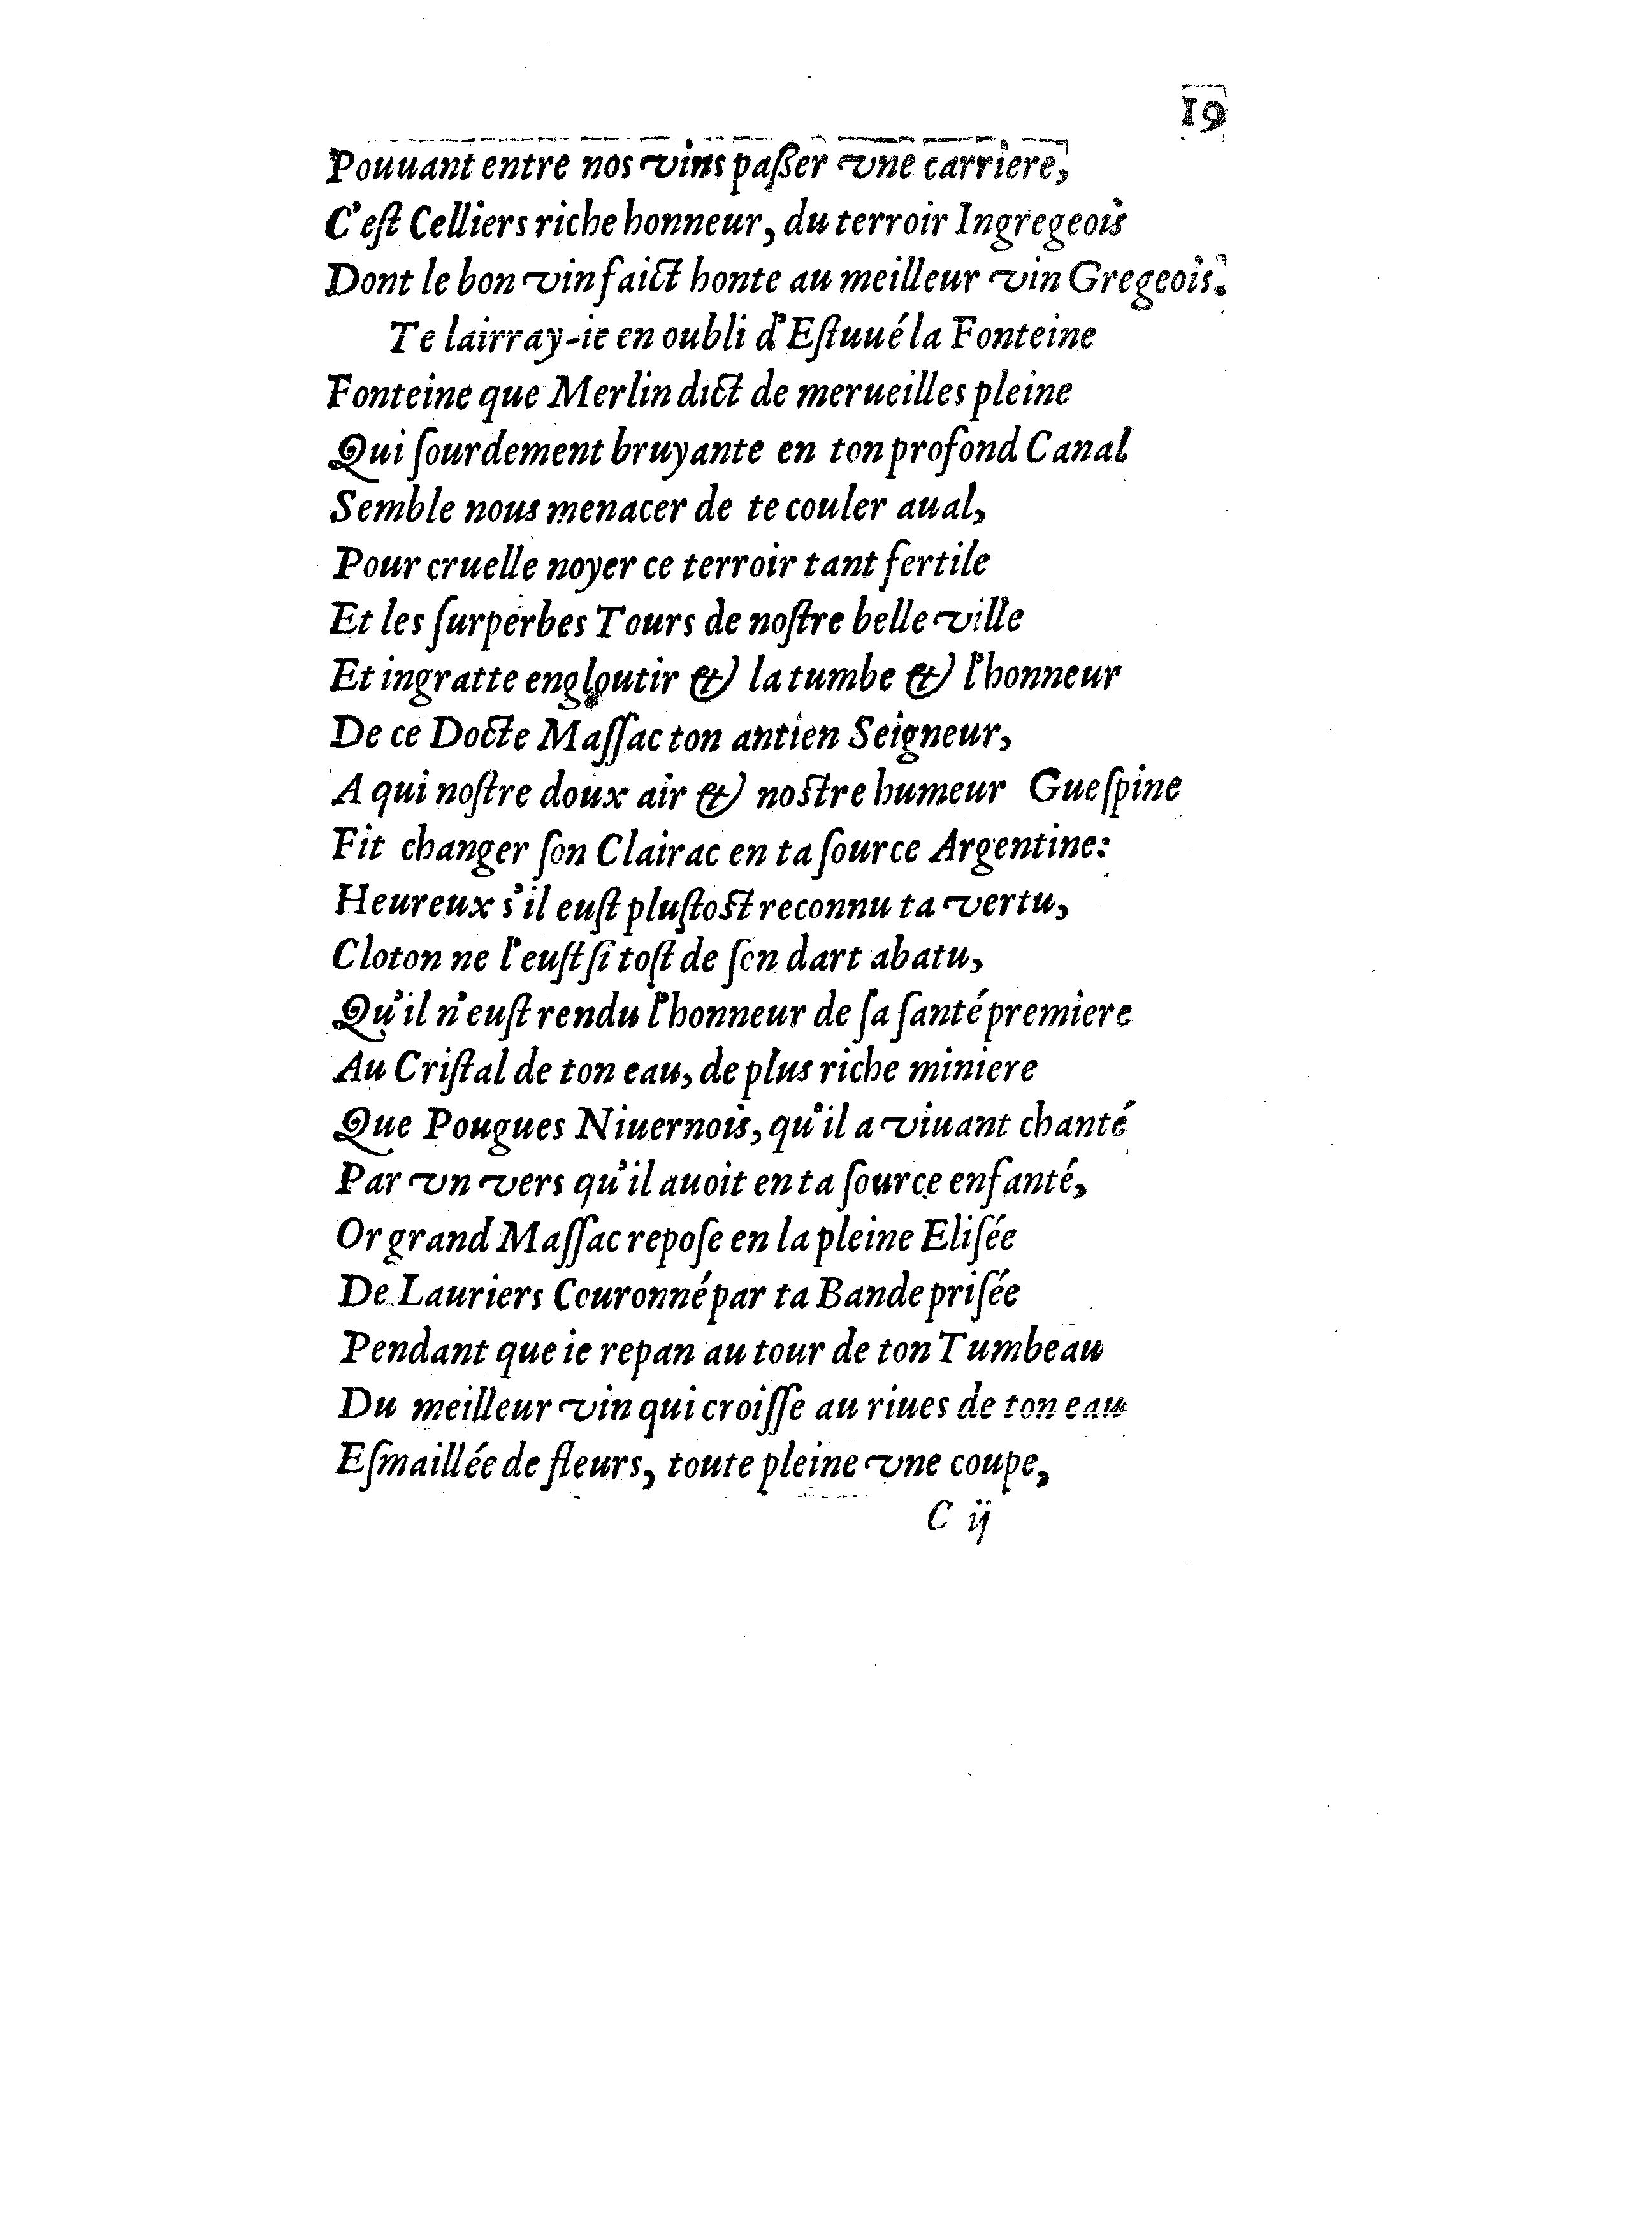 19
Pouuant entre nos vins paßer vne carriere,
C'eſt Celliers riche honneur, du terroir Ingregeois
Dont le bon vin faict honte au meilleur vin Gregeois.
Te lairray-ie en oubli d'Eſtuué la Fonteine
Fonteine que Merlin dict de merueilles pleine
Qui ſourdement bruyante en ton profond Canal
Semble nous menacer de te couler aual,
Pour cruelle noyer ce terroir tant fertile
Et les ſurperbes Tours de noſtre belle ville
Et ingratte engloutir & la tumbe & l'honneur
De ce Docte Maſſac ton antien Seigneur,
A qui noſtre doux air & noſtre humeur Gueſpine
Fit changer ſon Clairac en ta ſource Argentine:
Heureux s'il euſt pluſtoſt reconnu ta vertu,
Cloton ne l'euſt ſi toſt de ſon dart abatu,
Qu'il n'euſt rendu l'honneur de ſa ſanté premiere
Au Criſtal de ton eau, de plus riche miniere
Que Pougues Niuernois, qu'il a viuant chanté
Par vn vers qu'il auoit en ta ſource enfanté,
Or grand Maſſac repoſe en la pleine Eliſée
De Lauriers Couronné par ta Bande priſée
Pendant que ie repan au tour de ton Tumbeau
Du meilleur vin qui croiſſe au riues de ton eau
Eſmaillée de fleurs, toute pleine vne coupe,
C ij